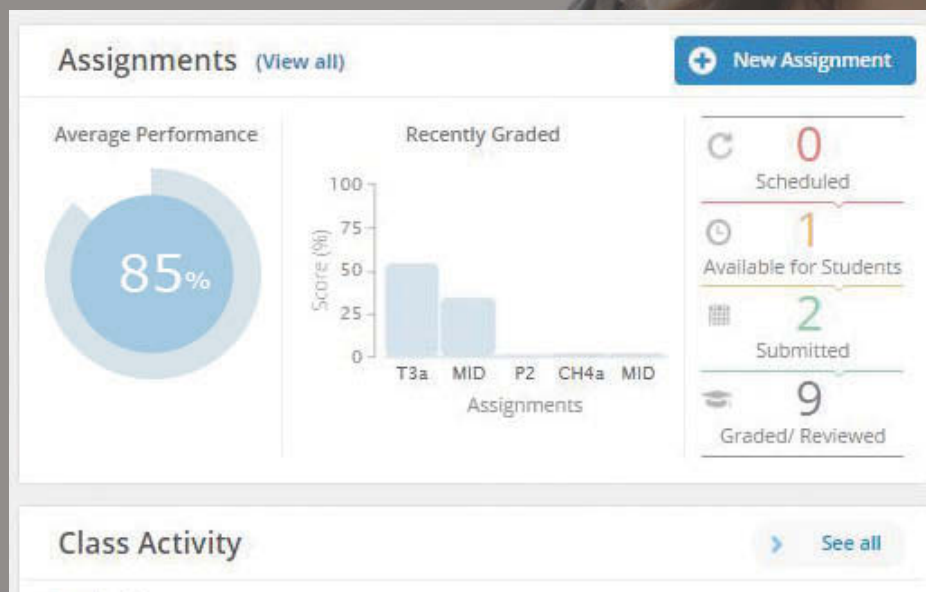 Assignments (View all)
New Assignment
Average Performance
85%
Recently Graded
100
75
50
25
0
Score (%)
T3a MID P2 CH4a MID
Assignments
0
Scheduled
1
Available for Students
2
Submitted
9
Graded/ Reviewed
Class Activity
See all